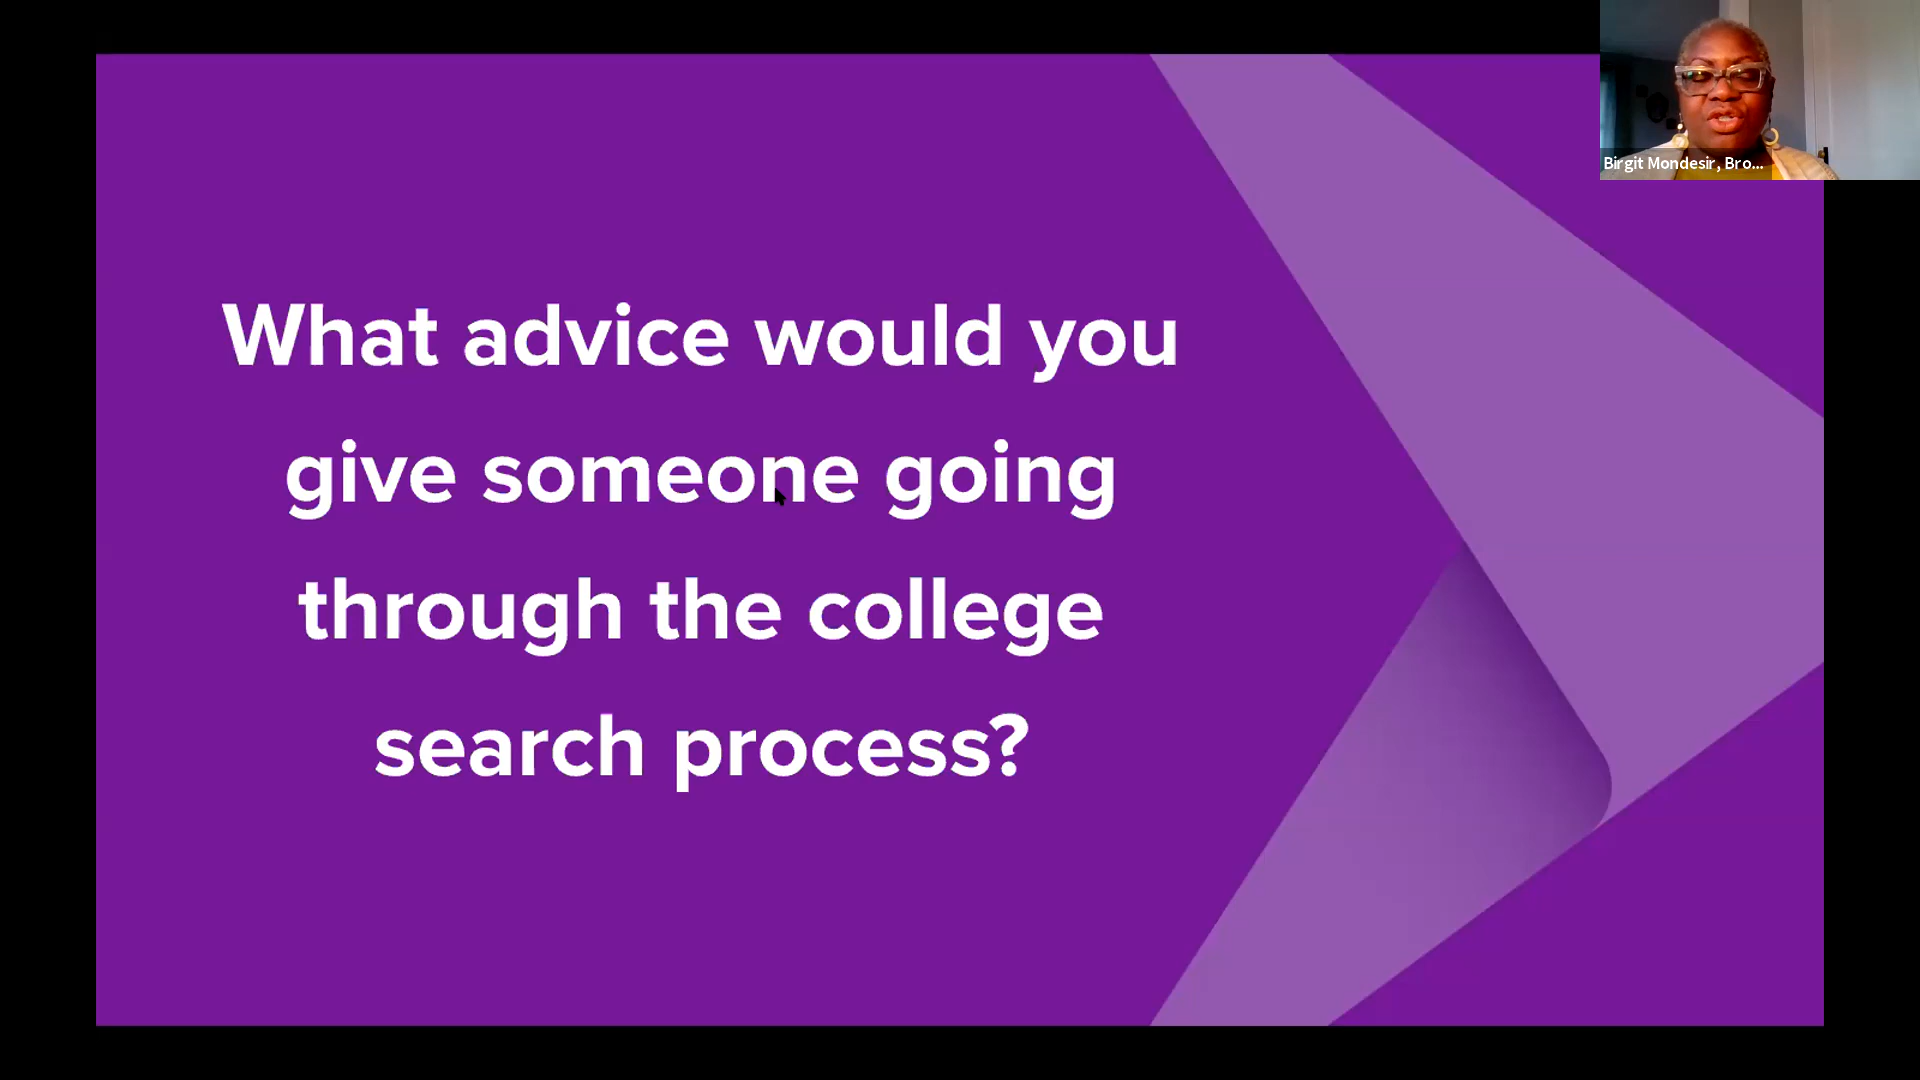 What advice would you
give someone going
through the college
search process?
Birgit Mondesir, Bro...